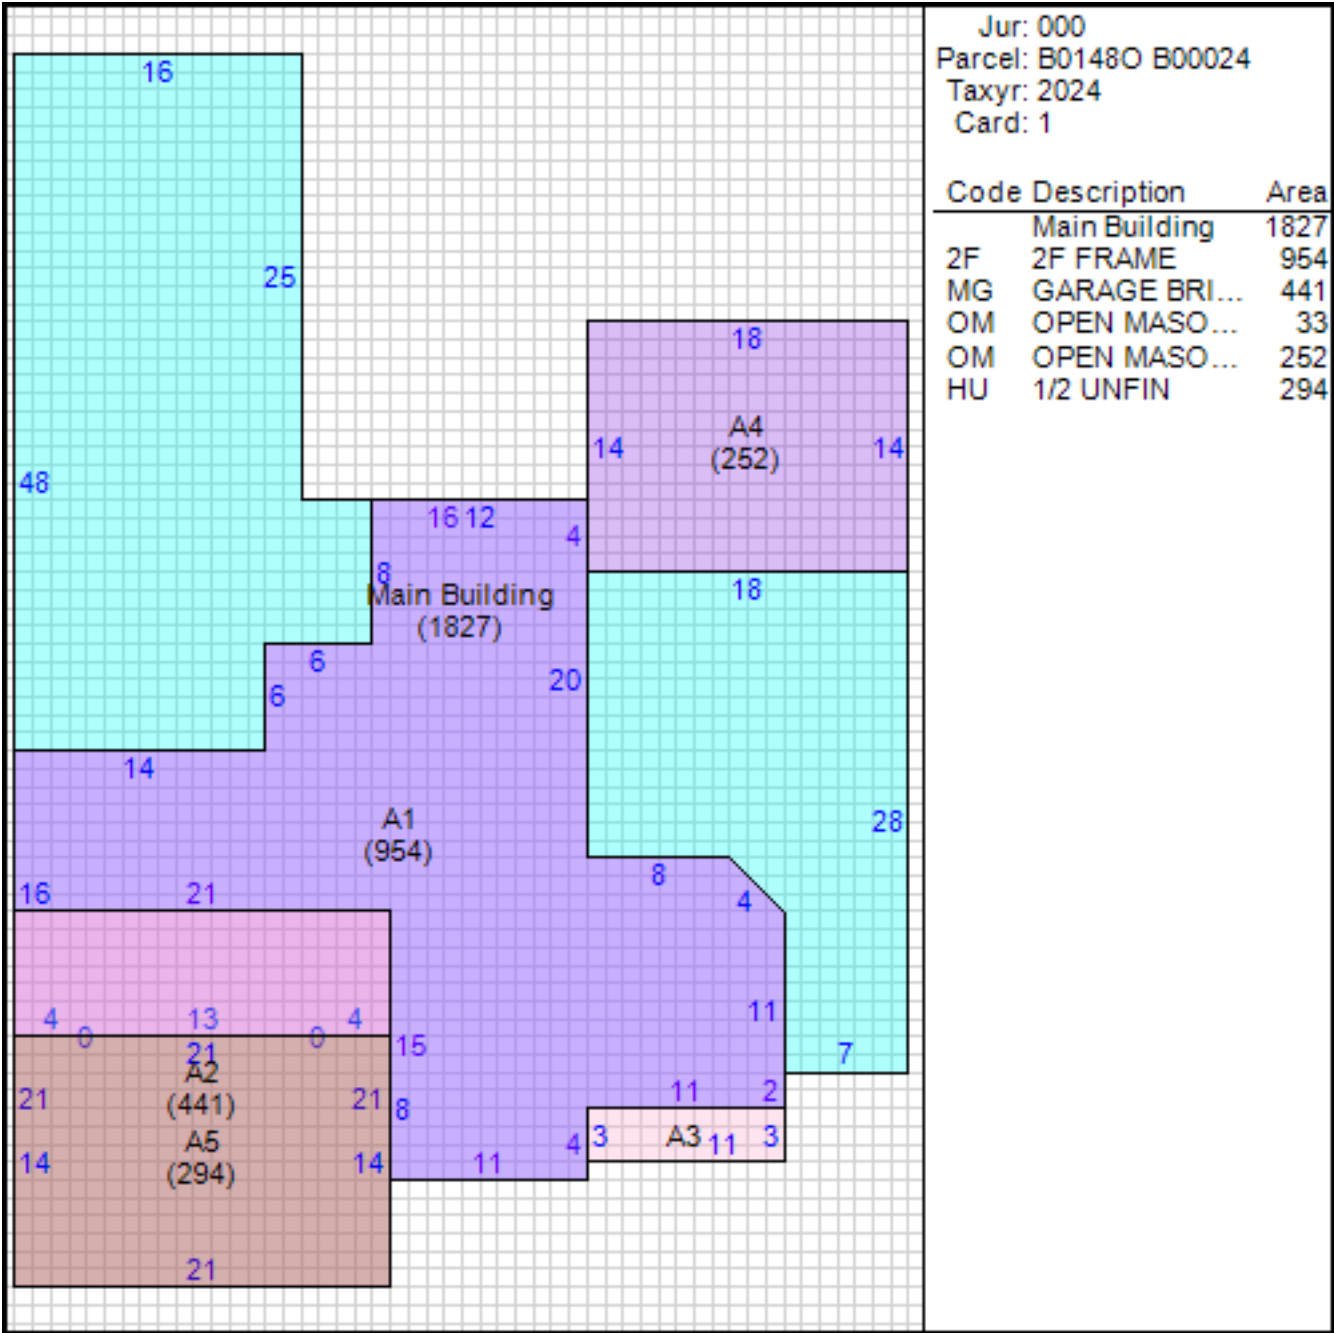 Jur: 000
Parcel: B0148O B00024
Taxyr: 2024
Card: 1
Code Description Area
Main Building 1827
2F 2F FRAME 954
MG GARAGE BRI... 441
OM OPEN MASO... 33
OM OPEN MASO... 252
HU 1/2 UNFIN 294
16
25
18
A4
(252)
14
14
48
16 12
4
8
Main Building
(1827)
18
6
6
20
14
A1
(954)
28
8
4
16
21
11
4
13
4
0
0
15
21
7
A2
(441)
21
21
8
11
2
A5
(294)
14
14
11
4
3
A3
11
3
21